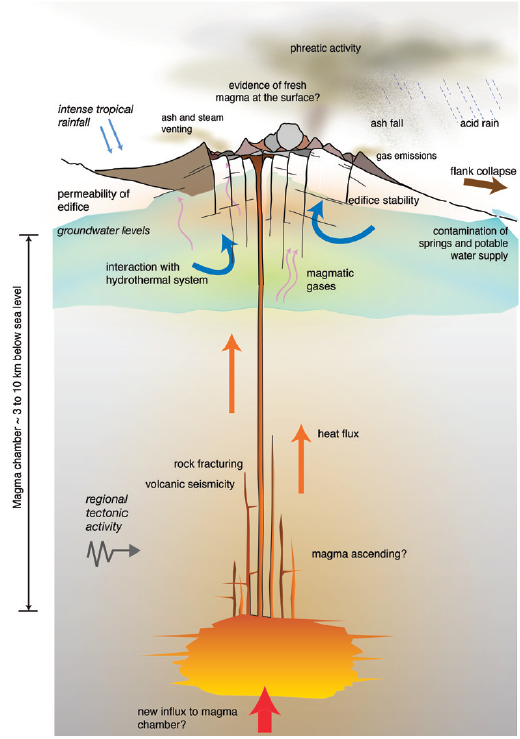 phreatic activity
evidence of fresh
magma at the surface?
intense tropical
rainfall
ash and steam
venting
ash fall
acid rain
gas emissions
flank collapse
permeability of
edifice
edifice stability
groundwater levels
contamination of
springs and potable
water supply
interaction with
hydrothermal system
magmatic
gases
Magma chamber ~ 3 to 10 km below sea level
heat flux
rock fracturing
volcanic seismicity
regional
tectonic
activity
magma ascending?
new influx to magma
chamber?